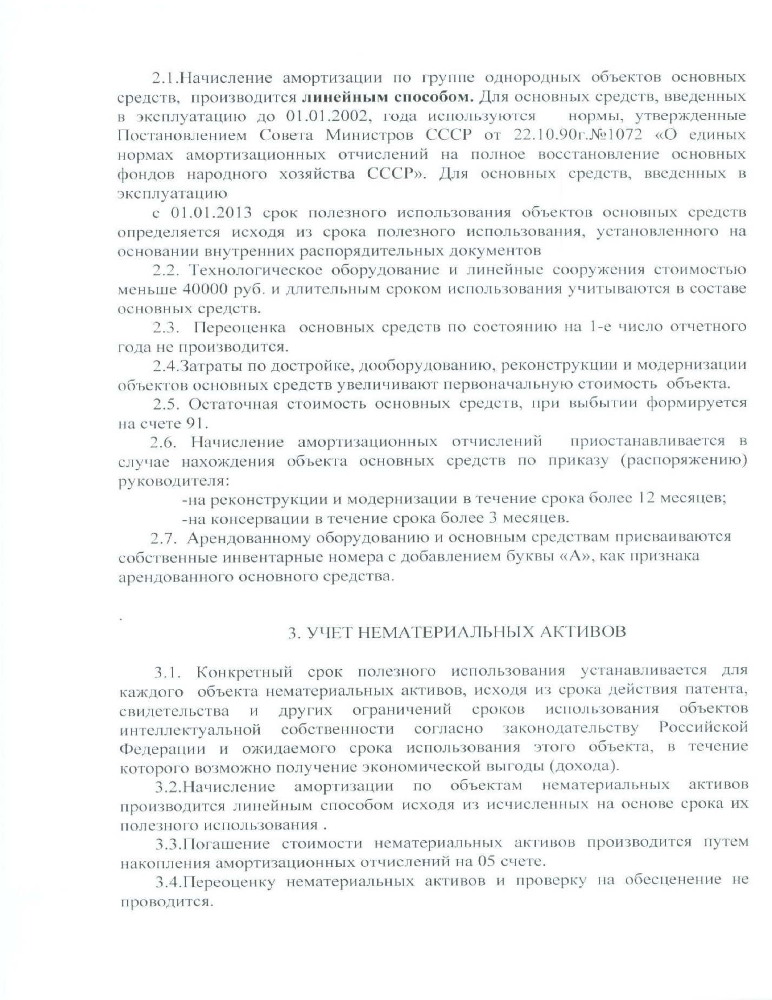 2.1.Начисление амортизации по группе однородных объектов основных
средств, производится линейным способом. Для основных средств, введенных
в эксплуатацию до 01.01.2002, года используются нормы, утвержденные
Постановлением Совета Министров СССР от 22.10.90г.№1072 «О единых
нормах амортизационных отчислений на полное восстановление основных
фондов народного хозяйства СССР». Для основных средств, введенных в
эксплуатацию
с 01.01.2013 срок полезного использования объектов основных средств
определяется исходя из срока полезного использования, установленного на
основании внутренних распорядительных документов
2.2. Технологическое оборудование и линейные сооружения стоимостью
меньше 40000 руб. и длительным сроком использования учитываются в составе
основных средств.
2.3. Переоценка основных средств по состоянию на 1-е число отчетного
года не производится.
2.4.Затраты по достройке, дооборудованию, реконструкции и модернизации
объектов основных средств увеличивают первоначальную стоимость объекта.
2.5. Остаточная стоимость основных средств, при выбытии формируется
на счете 91.
2.6. Начисление амортизационных отчислений приостанавливается в
случае нахождения объекта основных средств по приказу (распоряжению)
руководителя:
-на реконструкции и модернизации в течение срока более 12 месяцев;
-на консервации в течение срока более 3 месяцев.
2.7. Арендованному оборудованию и основным средствам присваиваются
собственные инвентарные номера с добавлением буквы «А», как признака
арендованного основного средства.
.
3. УЧЕТ НЕМАТЕРИАЛЬНЫХ АКТИВОВ
3.1. Конкретный срок полезного использования устанавливается для
каждого объекта нематериальных активов, исходя из срока действия патента,
свидетельства и других ограничений сроков использования объектов
интеллектуальной собственности согласно законодательству Российской
Федерации и ожидаемого срока использования этого объекта, в течение
которого возможно получение экономической выгоды (дохода).
3.2.Начисление амортизации по объектам нематериальных активов
производится линейным способом исходя из исчисленных на основе срока их
полезного использования .
3.3.Погашение стоимости нематериальных активов производится путем
накопления амортизационных отчислений на 05 счете.
3.4.Переоценку нематериальных активов и проверку на обесценение не
проводится.